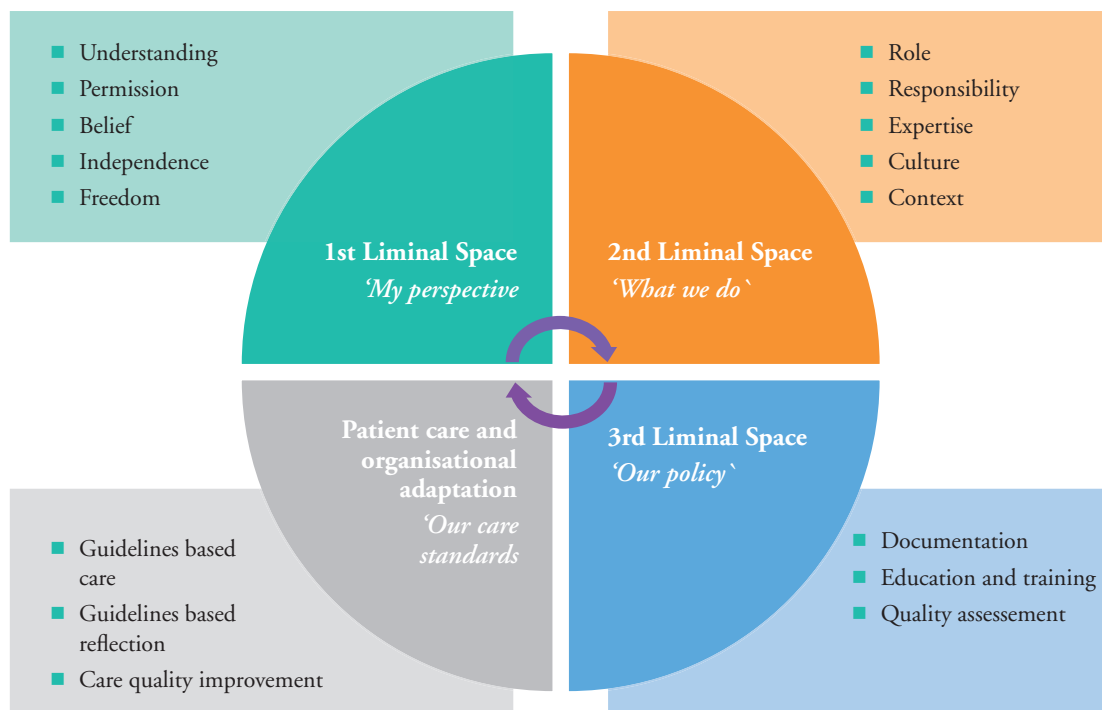 ■ Understanding
■ Permission
■ Belief
■ Independence
■ Freedom
1st Liminal Space
‘My perspective
■ Role
■ Responsibility
■ Expertise
■ Culture
■ Context
2nd Liminal Space
‘What we do`
Patient care and
organisational
adaptation
‘Our care
standards
■ Guidelines based
care
■ Guidelines based
reflection
■ Care quality improvement
3rd Liminal Space
‘Our policy`
■ Documentation
■ Education and training
■ Quality assessement